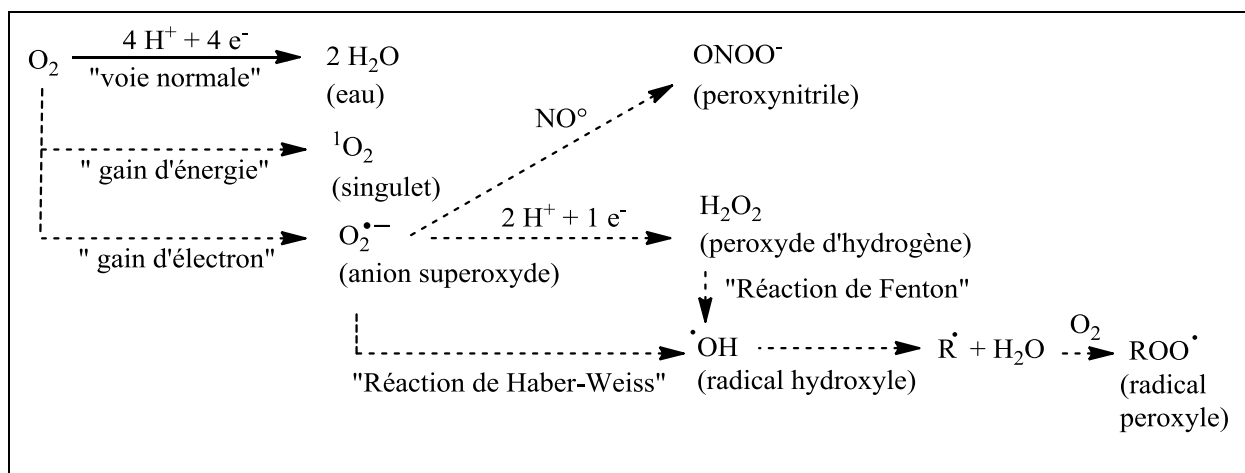 O₂
4 H⁺ + 4 e⁻
"voie normale"
2 H₂O
(eau)
ONOO⁻
(peroxynitrile)
NO°
" gain d'énergie"
¹O₂
(singulet)
" gain d'électron"
O₂•−
(anion superoxyde)
2 H⁺ + 1 e⁻
H₂O₂
(peroxyde d'hydrogène)
"Réaction de Fenton"
"Réaction de Haber-Weiss"
˙OH
(radical hydroxyle)
R˙ + H₂O
O₂
ROO˙
(radical
peroxyle)